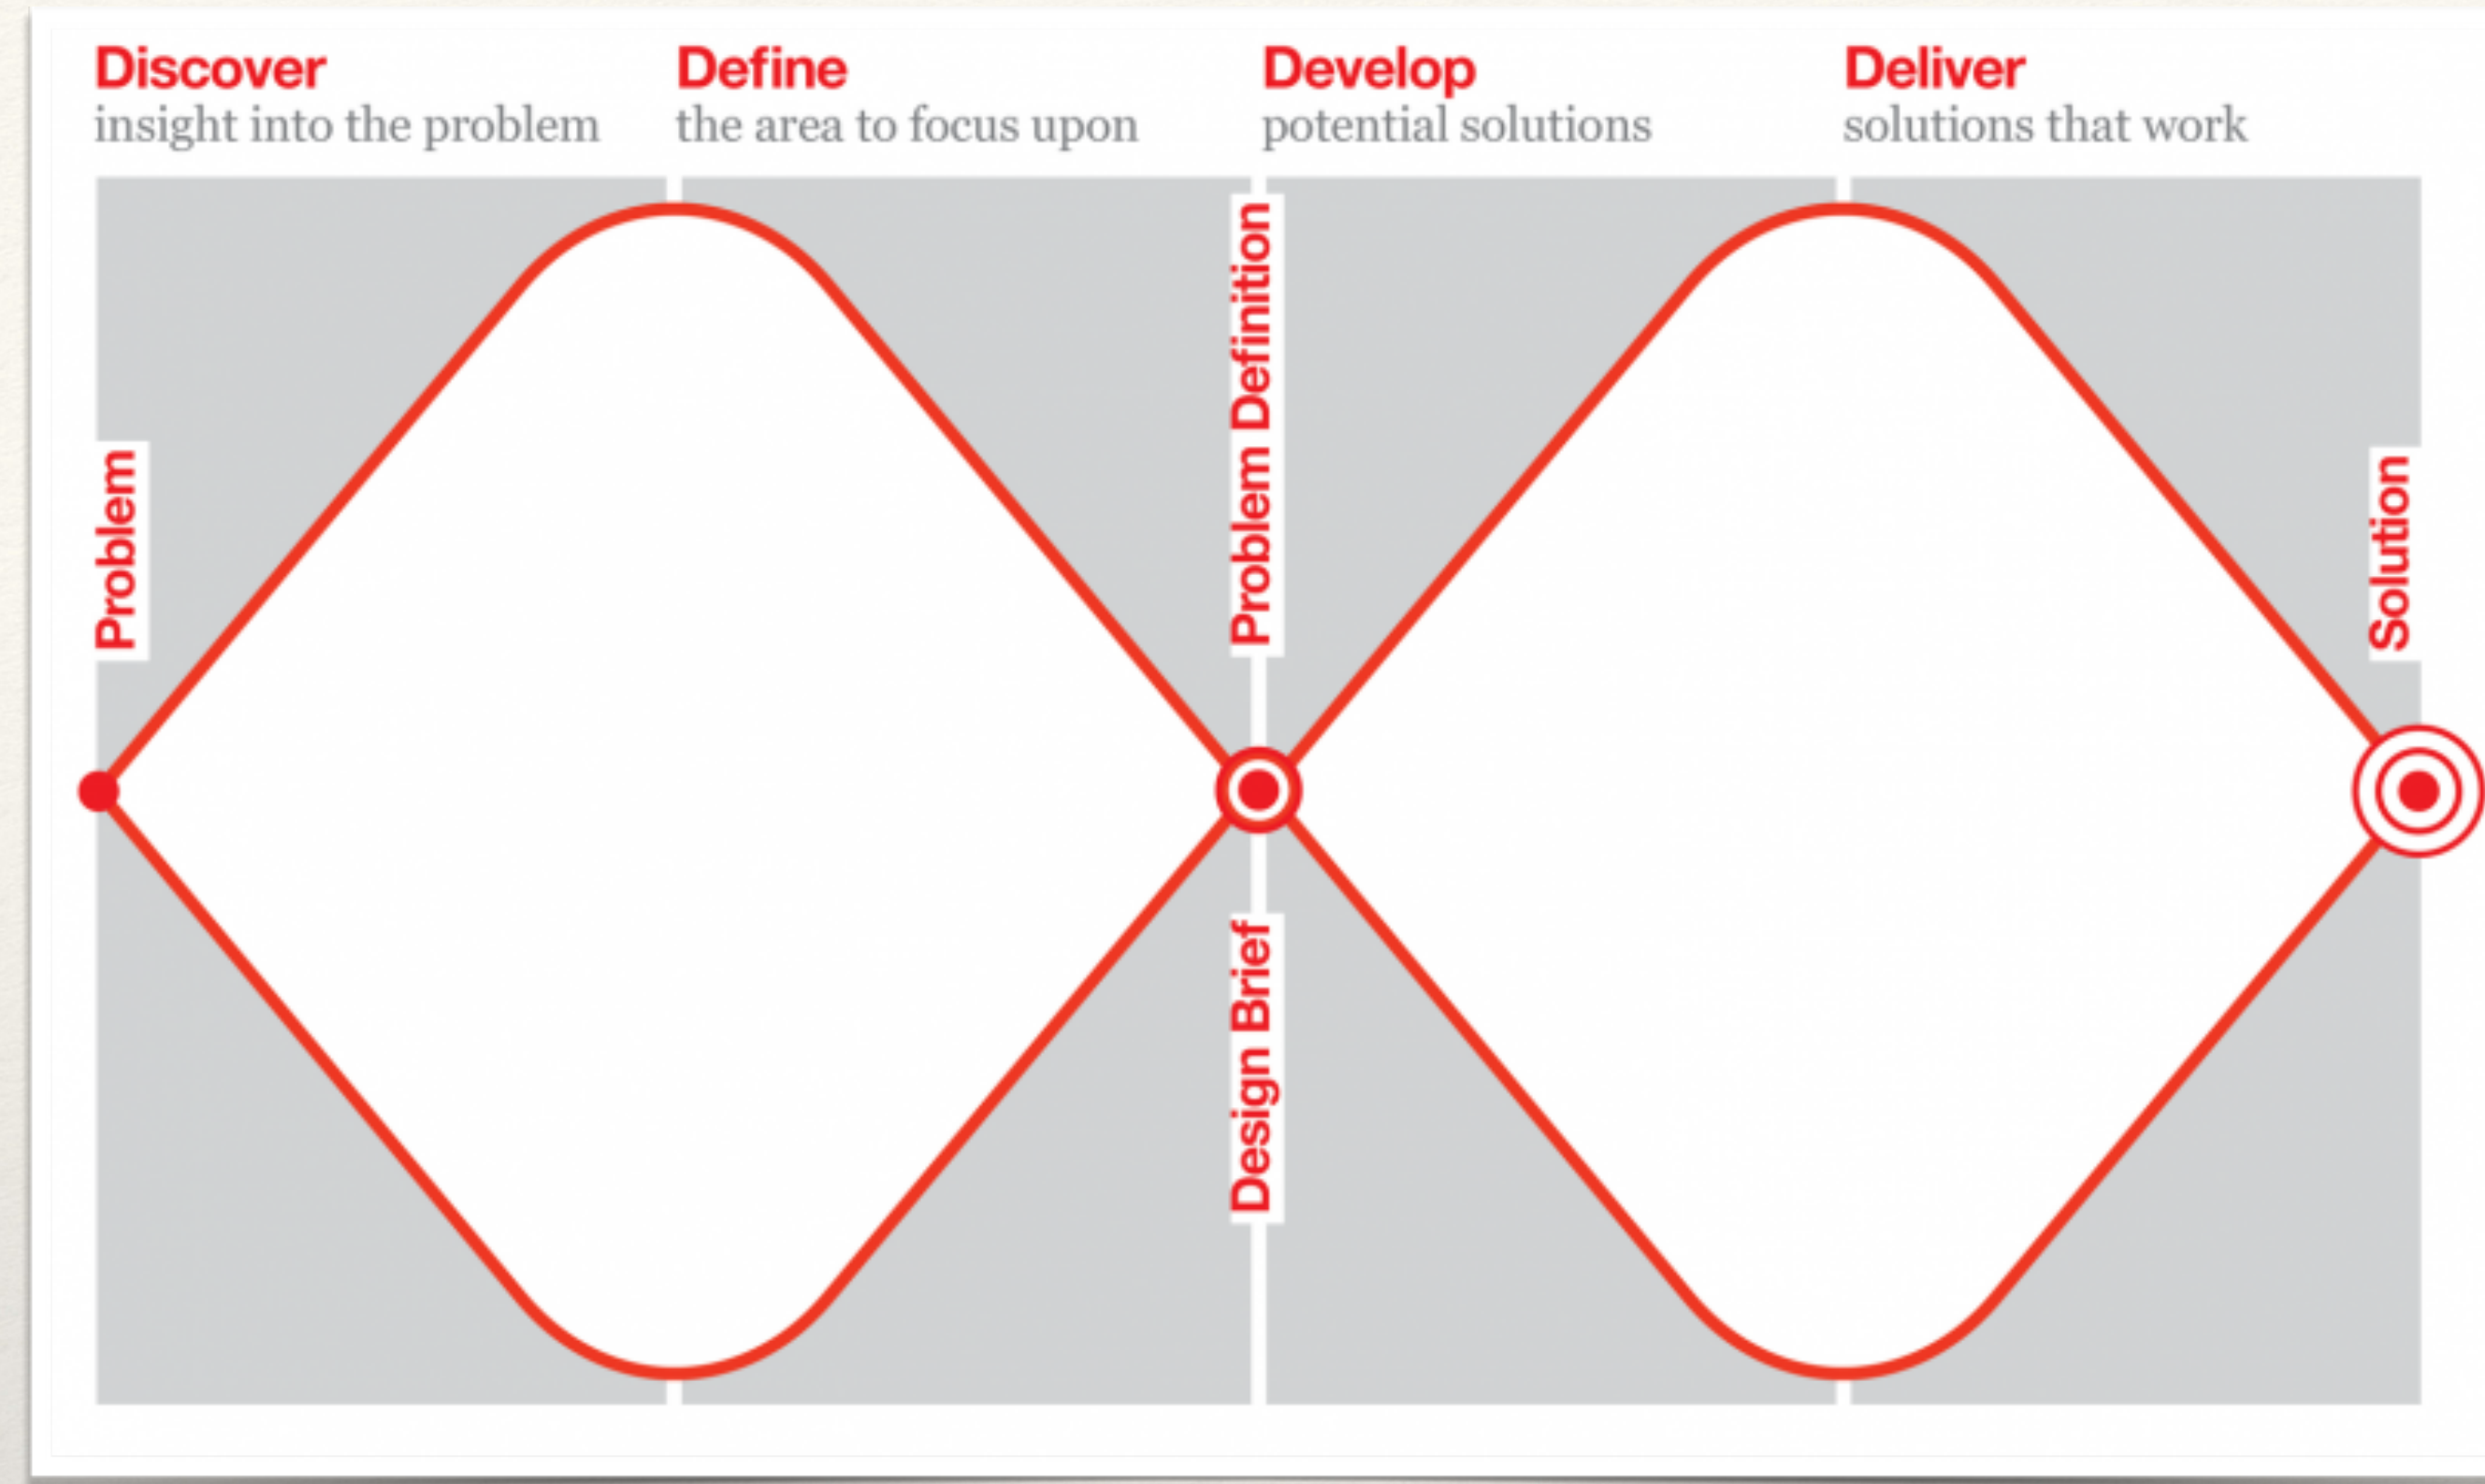 Discover
insight into the problem
Define
the area to focus upon
Develop
potential solutions
Deliver
solutions that work
Problem
Problem Definition
Design Brief
Solution